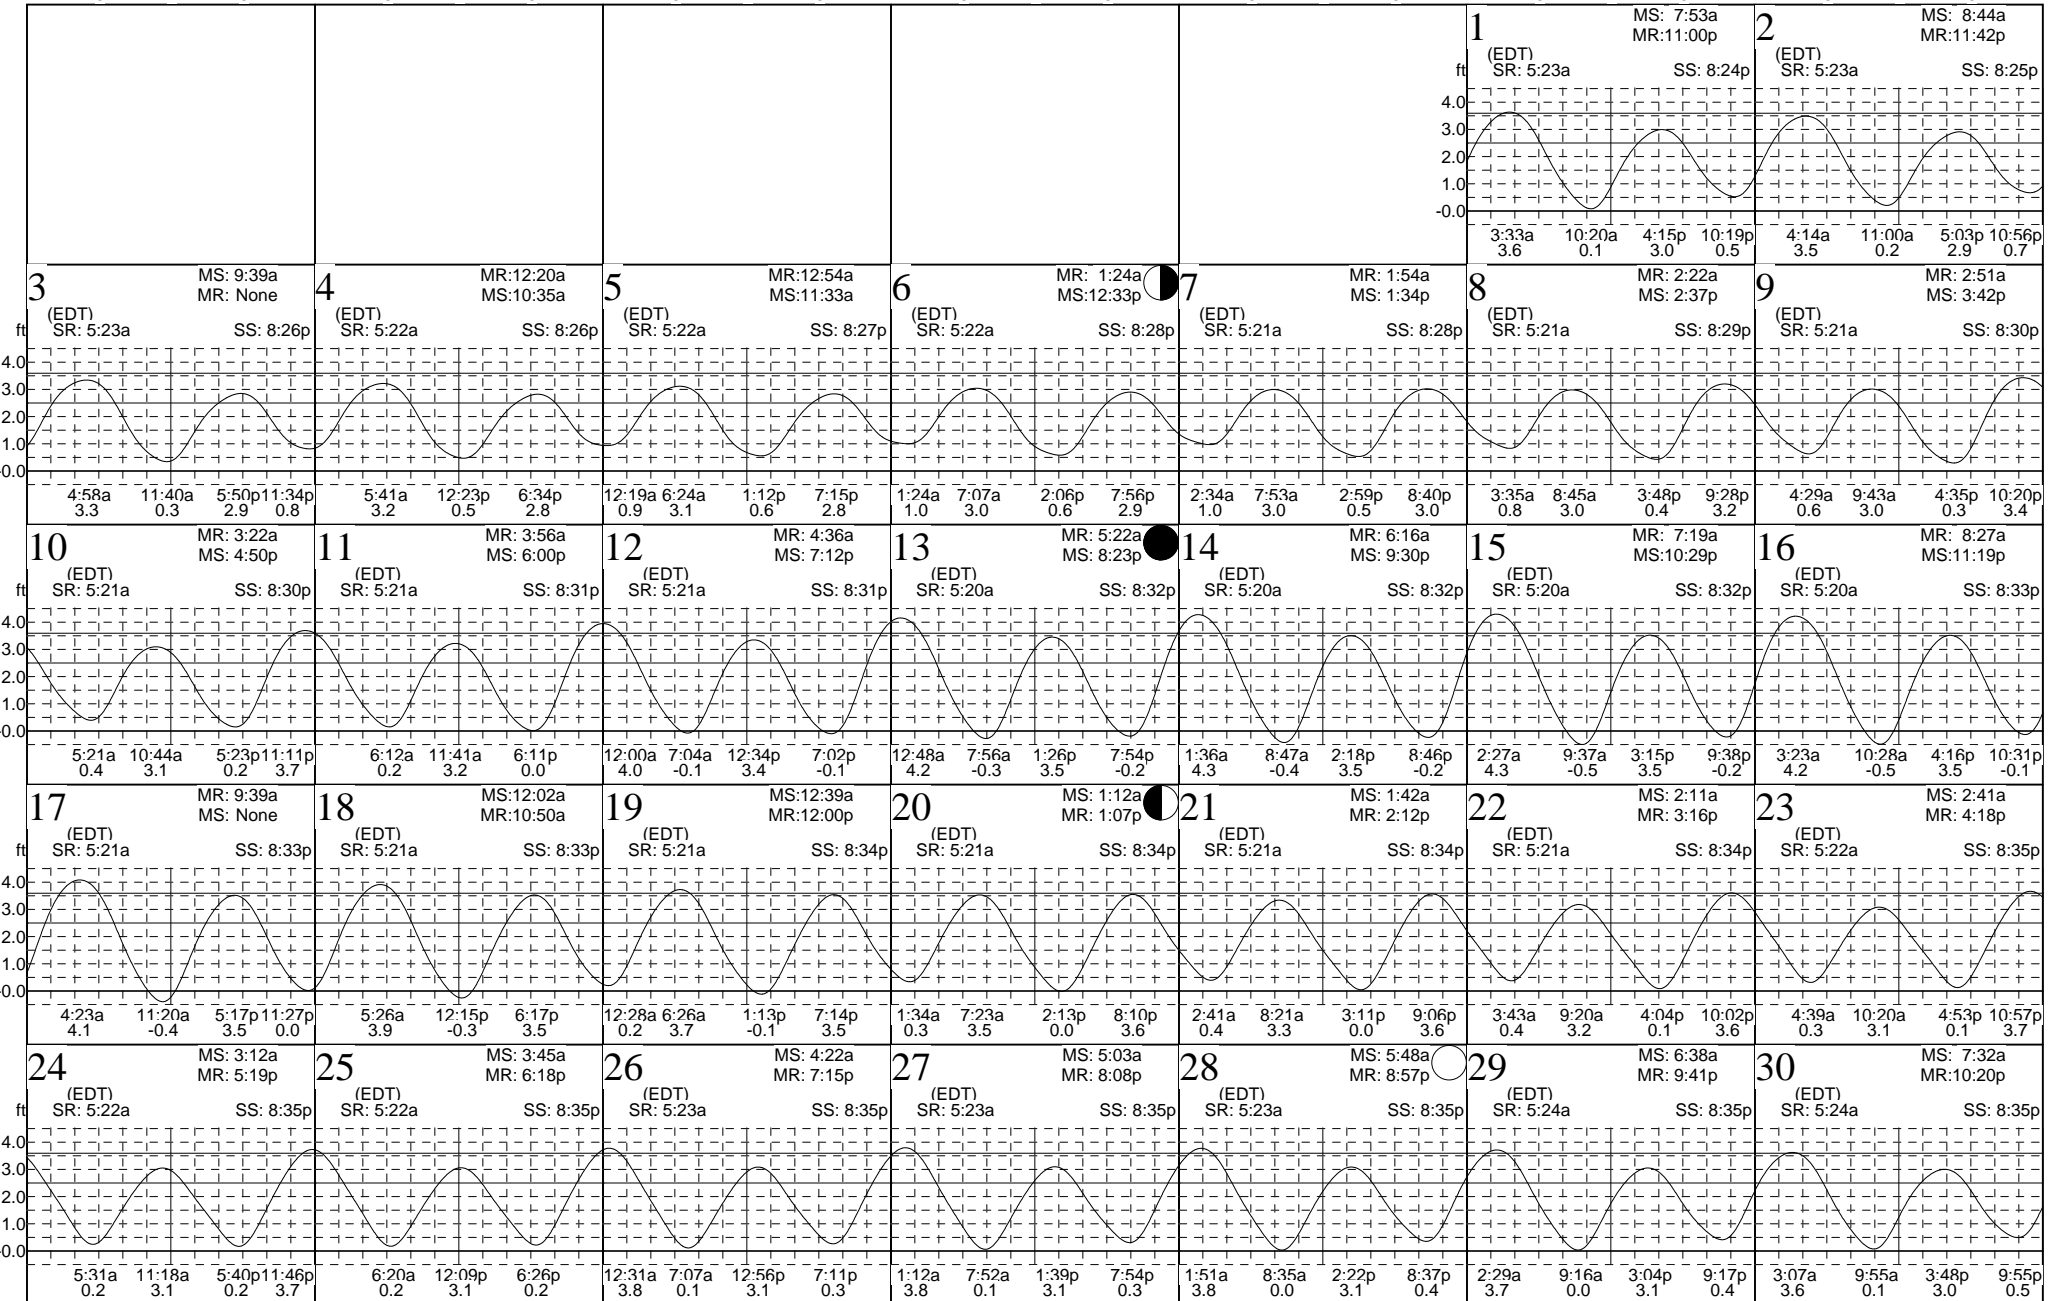 1 MS: 7:53a 2 MS: 8:44a
MR:11:00p MR:11:42p
(EDT) (EDT)
ft SR: 5:23a SS: 8:24p SR: 5:23a SS: 8:25p
4.0
3.0
2.0
1.0
-0.0
3:33a 10:20a 4:15p 10:19p 4:14a 11:00a 5:03p 10:56p
3.6 0.1 3.0 0.5 3.5 0.2 2.9 0.7
3 MS: 9:39a 4 MR:12:20a 5 MR:12:54a 6 MR: 1:24a 7 MR: 1:54a 8 MR: 2:22a 9 MR: 2:51a
MR: None MS:10:35a MS:11:33a MS:12:33p MS: 1:34p MS: 2:37p MS: 3:42p
(EDT) (EDT) (EDT) (EDT) (EDT) (EDT) (EDT)
ft SR: 5:23a SS: 8:26p SR: 5:22a SS: 8:26p SR: 5:22a SS: 8:27p SR: 5:22a SS: 8:28p SR: 5:21a SS: 8:28p SR: 5:21a SS: 8:29p SR: 5:21a SS: 8:30p
4.0
3.0
2.0
1.0
-0.0
4:58a 11:40a 5:50p 11:34p 5:41a 12:23p 6:34p 12:19a 6:24a 1:12p 7:15p 1:24a 7:07a 2:06p 7:56p 2:34a 7:53a 2:59p 8:40p 3:35a 8:45a 3:48p 9:28p 4:29a 9:43a 4:35p 10:20p
3.3 0.3 2.9 0.8 3.2 0.5 2.8 0.9 3.1 0.6 2.8 1.0 3.0 0.6 2.9 1.0 3.0 0.5 3.0 0.8 3.0 0.4 3.2 0.6 3.0 0.3 3.4
10 MR: 3:22a 11 MR: 3:56a 12 MR: 4:36a 13 MR: 5:22a 14 MR: 6:16a 15 MR: 7:19a 16 MR: 8:27a
MS: 4:50p MS: 6:00p MS: 7:12p MS: 8:23p MS: 9:30p MS:10:29p MS:11:19p
(EDT) (EDT) (EDT) (EDT) (EDT) (EDT) (EDT)
ft SR: 5:21a SS: 8:30p SR: 5:21a SS: 8:31p SR: 5:21a SS: 8:31p SR: 5:20a SS: 8:32p SR: 5:20a SS: 8:32p SR: 5:20a SS: 8:32p SR: 5:20a SS: 8:33p
4.0
3.0
2.0
1.0
-0.0
5:21a 10:44a 5:23p 11:11p 6:12a 11:41a 6:11p 12:00a 7:04a 12:34p 7:02p 12:48a 7:56a 1:26p 7:54p 1:36a 8:47a 2:18p 8:46p 2:27a 9:37a 3:15p 9:38p 3:23a 10:28a 4:16p 10:31p
0.4 3.1 0.2 3.7 0.2 3.2 0.0 4.0 -0.1 3.4 -0.1 4.2 -0.3 3.5 -0.2 4.3 -0.4 3.5 -0.2 4.3 -0.5 3.5 -0.2 4.2 -0.5 3.5 -0.1
17 MR: 9:39a 18 MS:12:02a 19 MS:12:39a 20 MS: 1:12a 21 MS: 1:42a 22 MS: 2:11a 23 MS: 2:41a
MS: None MR:10:50a MR:12:00p MR: 1:07p MR: 2:12p MR: 3:16p MR: 4:18p
(EDT) (EDT) (EDT) (EDT) (EDT) (EDT) (EDT)
ft SR: 5:21a SS: 8:33p SR: 5:21a SS: 8:33p SR: 5:21a SS: 8:34p SR: 5:21a SS: 8:34p SR: 5:21a SS: 8:34p SR: 5:21a SS: 8:34p SR: 5:22a SS: 8:35p
4.0
3.0
2.0
1.0
-0.0
4:23a 11:20a 5:17p 11:27p 5:26a 12:15p 6:17p 12:28a 6:26a 1:13p 7:14p 1:34a 7:23a 2:13p 8:10p 2:41a 8:21a 3:11p 9:06p 3:43a 9:20a 4:04p 10:02p 4:39a 10:20a 4:53p 10:57p
4.1 -0.4 3.5 0.0 3.9 -0.3 3.5 0.2 3.7 -0.1 3.5 0.3 3.5 0.0 3.6 0.4 3.3 0.0 3.6 0.4 3.2 0.1 3.6 0.3 3.1 0.1 3.7
24 MS: 3:12a 25 MS: 3:45a 26 MS: 4:22a 27 MS: 5:03a 28 MS: 5:48a 29 MS: 6:38a 30 MS: 7:32a
MR: 5:19p MR: 6:18p MR: 7:15p MR: 8:08p MR: 8:57p MR: 9:41p MR:10:20p
(EDT) (EDT) (EDT) (EDT) (EDT) (EDT) (EDT)
ft SR: 5:22a SS: 8:35p SR: 5:22a SS: 8:35p SR: 5:23a SS: 8:35p SR: 5:23a SS: 8:35p SR: 5:23a SS: 8:35p SR: 5:24a SS: 8:35p SR: 5:24a SS: 8:35p
4.0
3.0
2.0
1.0
-0.0
5:31a 11:18a 5:40p 11:46p 6:20a 12:09p 6:26p 12:31a 7:07a 12:56p 7:11p 1:12a 7:52a 1:39p 7:54p 1:51a 8:35a 2:22p 8:37p 2:29a 9:16a 3:04p 9:17p 3:07a 9:55a 3:48p 9:55p
0.2 3.1 0.2 3.7 0.2 3.1 0.2 3.8 0.1 3.1 0.3 3.8 0.1 3.1 0.3 3.8 0.0 3.1 0.4 3.7 0.0 3.1 0.4 3.6 0.1 3.0 0.5